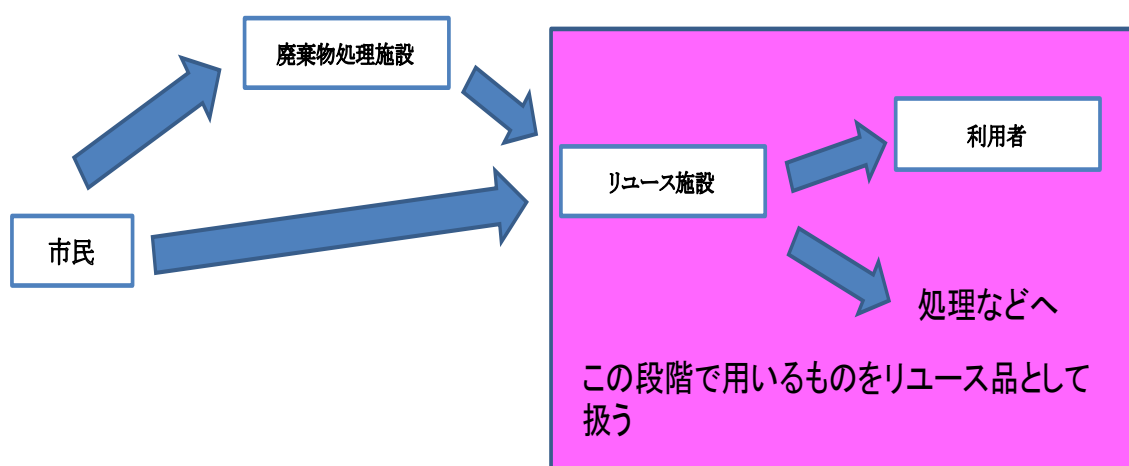 廃棄物処理施設
利用者
リユース施設
市民
処理などへ
この段階で用いるものをリユース品として
扱う